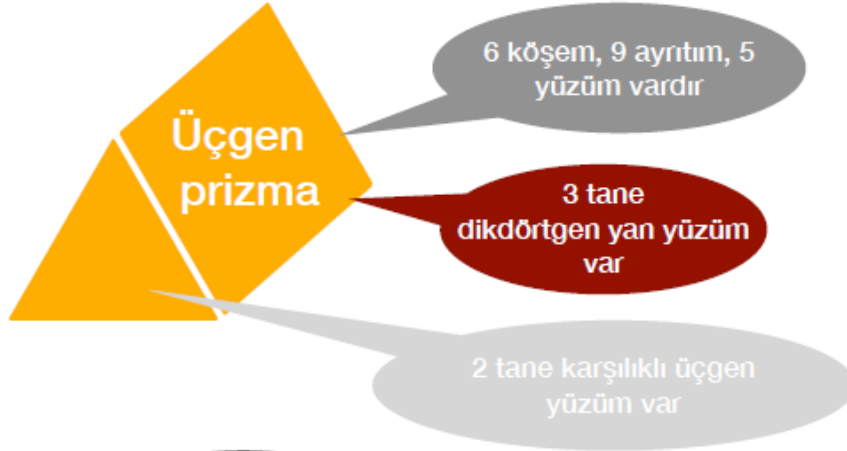 6 köşem, 9 ayrıtım, 5
yüzüm vardır
Üçgen
prizma
3 tane
dikdörtgen yan yüzüm
var
2 tane karşılıklı üçgen
yüzüm var